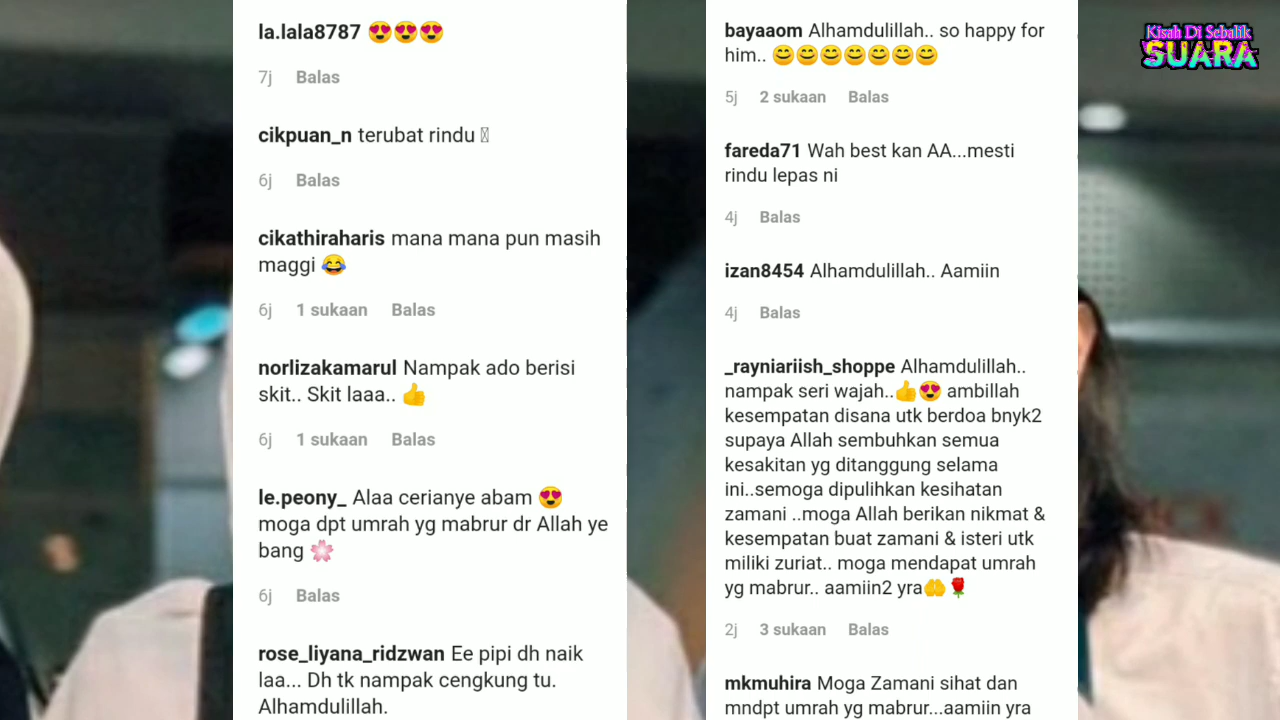 la.lala8787 😍😍😍
7j Balas
cikpuan_n terubat rindu
6j Balas
cikathiraharis mana mana pun masih
maggi 😂
6j 1 sukaan Balas
norlizakamarul Nampak ado berisi
skit.. Skit laaa.. 👍
6j 1 sukaan Balas
le.peony_ Alaa cerianye abam 😍
moga dpt umrah yg mabrur dr Allah ye
bang 🌸
6j Balas
rose_liyana_ridzwan Ee pipi dh naik
laa... Dh tk nampak cengkung tu.
Alhamdulillah.
bayaaom Alhamdulillah.. so happy for
him.. 😊😊😊😊😊😊😊
5j 2 sukaan Balas
fareda71 Wah best kan AA...mesti
rindu lepas ni
4j Balas
izan8454 Alhamdulillah.. Aamiin
4j Balas
_rayniariish_shoppe Alhamdulillah..
nampak seri wajah..👍😍 ambillah
kesempatan disana utk berdoa bnyk2
supaya Allah sembuhkan semua
kesakitan yg ditanggung selama
ini..semoga dipulihkan kesihatan
zamani ..moga Allah berikan nikmat &
kesempatan buat zamani & isteri utk
miliki zuriat.. moga mendapat umrah
yg mabrur.. aamiin2 yra🤲🌹
2j 3 sukaan Balas
mkmuhira Moga Zamani sihat dan
mndpt umrah yg mabrur...aamiin yra
Kisah Di Sebalik
SUARA